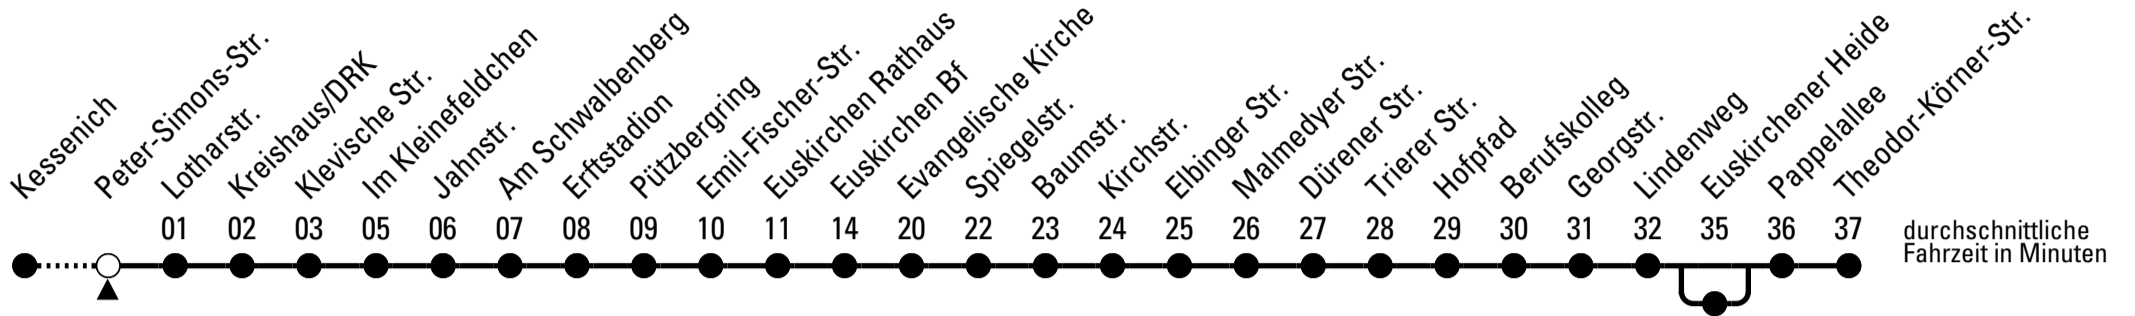 Kessenich
Peter-Simons-Str.
Lotharstr.
Kreishaus/DRK
Klevische Str.
Im Kleinefeldchen
Jahnstr.
Am Schwalbenberg
Erftstadion
Pützbergring
Emil-Fischer-Str.
Euskirchen Rathaus
Euskirchen Bf
Evangelische Kirche
Spiegelstr.
Baumstr.
Kirchstr.
Elbinger Str.
Malmedyer Str.
Dürener Str.
Trierer Str.
Hofpfad
Berufskolleg
Georgstr.
Lindenweg
Euskirchener Heide
Pappelallee
Theodor-Körner-Str.
01 02 03 05 06 07 08 09 10 11 14 20 22 23 24 25 26 27 28 29 30 31 32 35 36 37
durchschnittliche
Fahrzeit in Minuten